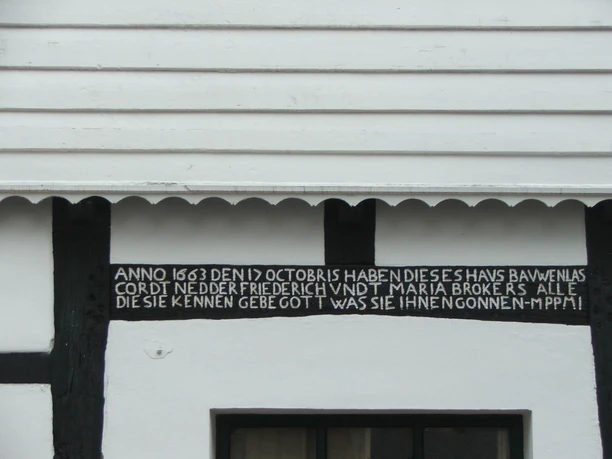 ANNO 1663 DEN 17 OCTOBRIS HABEN DIESES HAVS BAVWEN LAS
CORDT NEDDERFRIEDERICH VNDT MARIA BROKERS ALLE
DIE SIE KENNEN GEBE GOTT WAS SIE IHNEN GONNEN-MPPMI